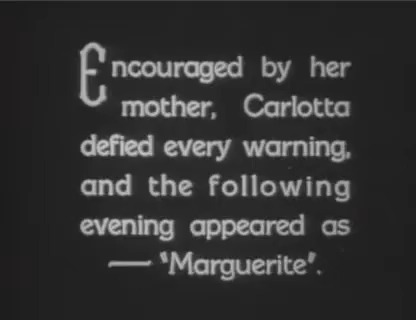 Encouraged by her
mother, Carlotta
defied every warning,
and the following
evening appeared as
— "Marguerite".